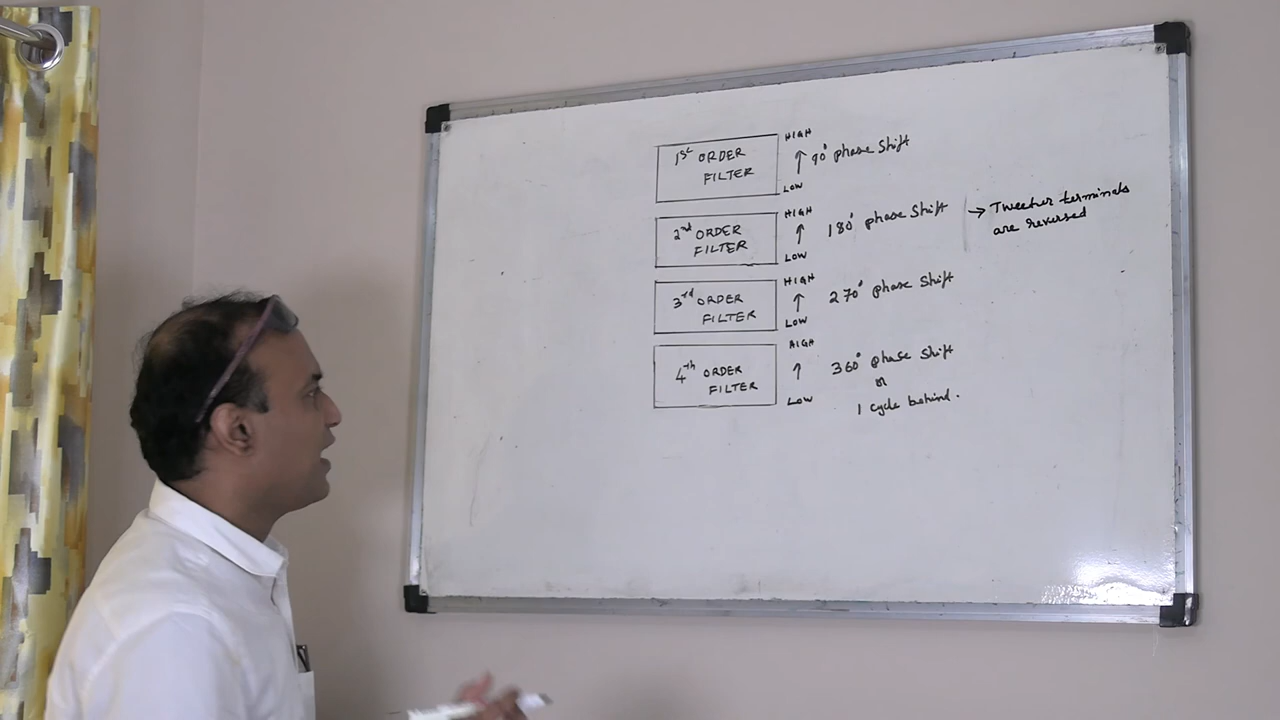 1st ORDER
FILTER
HIGH
↑ 90° phase shift
LOW
2nd ORDER
FILTER
HIGH
↑ 180° phase shift
LOW
→ Tweeter terminals
are reversed
3rd ORDER
FILTER
HIGH
↑ 270° phase shift
LOW
4th ORDER
FILTER
HIGH
↑ 360° phase shift
LOW
or
1 cycle behind.